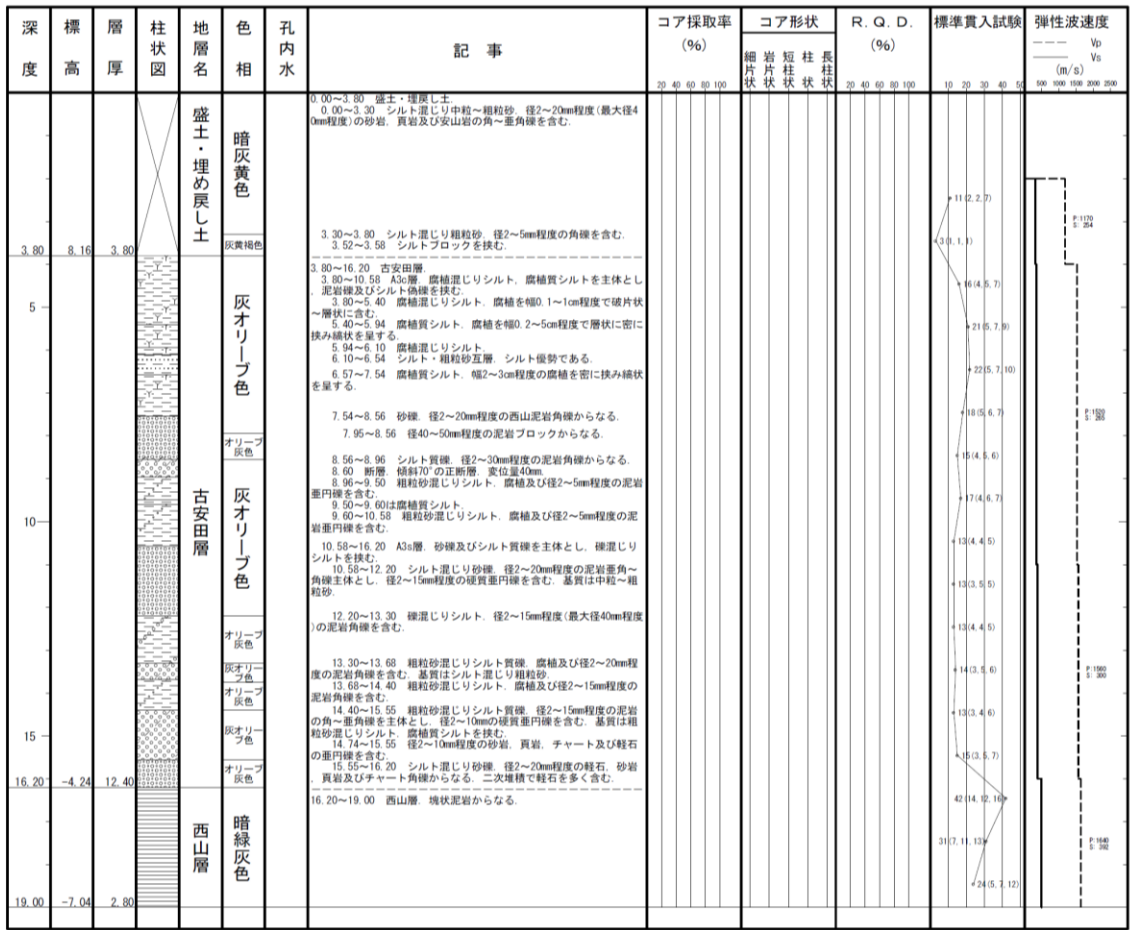 深度
標高
層厚
柱状図
地層名
色相
孔内水
記 事
コア採取率
(%)
20 40 60 80 100
コア形状
細片状
岩片状
短柱状
柱状
長柱状
R. Q. D.
(%)
20 40 60 80 100
標準貫入試験
10 20 30 40 50
弾性波速度
Vp
Vs
(m/s)
500 1000 1500 2000 2500
盛土・埋め戻し土
暗灰黄色
灰黄褐色
3.80 8.16 3.80
0.00～3.80 盛土・埋戻し土.
0.00～3.30 シルト混じり中粒～粗粒砂. 径2～20mm程度(最大径4
0mm程度)の砂岩, 頁岩及び安山岩の角～亜角礫を含む.
3.30～3.80 シルト混じり粗粒砂. 径2～5mm程度の角礫を含む.
3.52～3.58 シルトブロックを挟む.
3.80～16.20 古安田層.
3.80～10.58 A3c層. 腐植混じりシルト, 腐植質シルトを主体とし
, 泥岩礫及びシルト偽礫を挟む.
3.80～5.40 腐植混じりシルト. 腐植を幅0.1～1cm程度で破片状
～層状に含む.
5.40～5.94 腐植質シルト. 腐植を幅0.2～5cm程度で層状に密に
挟み縞状を呈する.
5.94～6.10 腐植混じりシルト.
6.10～6.54 シルト・粗粒砂互層. シルト優勢である.
6.57～7.54 腐植質シルト. 幅2～3cm程度の腐植を密に挟み縞状
を呈する.
7.54～8.56 砂礫. 径2～20mm程度の西山泥岩角礫からなる.
7.95～8.56 径40～50mm程度の泥岩ブロックからなる.
8.56～8.96 シルト質礫. 径2～30mm程度の泥岩角礫からなる.
8.60 断層. 傾斜70°の正断層. 変位量40mm.
8.96～9.50 粗粒砂混じりシルト. 腐植及び径2～5mm程度の泥岩
亜円礫を含む.
9.50～9.60は腐植質シルト.
9.60～10.58 粗粒砂混じりシルト. 腐植及び径2～5mm程度の泥
岩亜円礫を含む.
10.58～16.20 A3s層. 砂礫及びシルト質礫を主体とし, 礫混じり
シルトを挟む.
10.58～12.20 シルト混じり砂礫. 径2～20mm程度の泥岩亜角～
角礫主体とし, 径2～15mm程度の硬質亜円礫を含む. 基質は中粒～粗
粒砂.
12.20～13.30 礫混じりシルト. 径2～15mm程度(最大径40mm程度
)の泥岩角礫を含む.
13.30～13.68 粗粒砂混じりシルト質礫. 腐植及び径2～20mm程
度の泥岩角礫を含む. 基質はシルト混じり粗粒砂.
13.68～14.40 粗粒砂混じりシルト. 腐植及び径2～15mm程度の
泥岩角礫を含む.
14.40～15.55 粗粒砂混じりシルト質礫. 径2～15mm程度の泥岩
の角～亜角礫を主体とし, 径2～10mmの硬質亜円礫を含む. 基質は粗
粒砂混じりシルト, 腐植質シルトを挟む.
14.74～15.55 径2～10mm程度の砂岩, 頁岩, チャート及び軽石
の亜円礫を含む.
15.55～16.20 シルト混じり砂礫. 径2～20mm程度の軽石, 砂岩
, 頁岩及びチャート角礫からなる. 二次堆積で軽石を多く含む.
16.20～19.00 西山層. 塊状泥岩からなる.
5
10
15
古安田層
灰オリーブ色
オリーブ
灰色
灰オリーブ色
オリーブ
灰色
灰オリー
ブ色
オリーブ
灰色
灰オリー
ブ色
オリーブ
灰色
16.20 -4.24 12.40
西山層
暗緑灰色
19.00 -7.04 2.80
11(2, 2, 7)
3(1, 1, 1)
16(4, 5, 7)
21(5, 7, 9)
22(5, 7, 10)
18(5, 6, 7)
15(4, 5, 6)
17(4, 6, 7)
13(4, 4, 5)
13(3, 5, 5)
13(4, 4, 5)
14(3, 5, 6)
13(3, 4, 6)
15(3, 5, 7)
42(14, 12, 16)
31(7, 11, 13)
24(5, 7, 12)
P:1170
S: 254
P:1520
S: 265
P:1560
S: 300
P:1640
S: 392